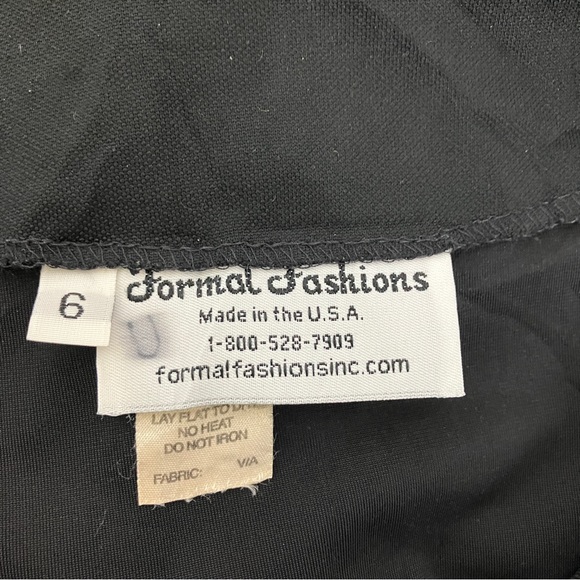 6
Formal Fashions
Made in the U.S.A.
U
1-800-528-7909
formalfashionsinc.com
LAY FLAT TO DRY
NO HEAT
DO NOT IRON
FABRIC: V/A